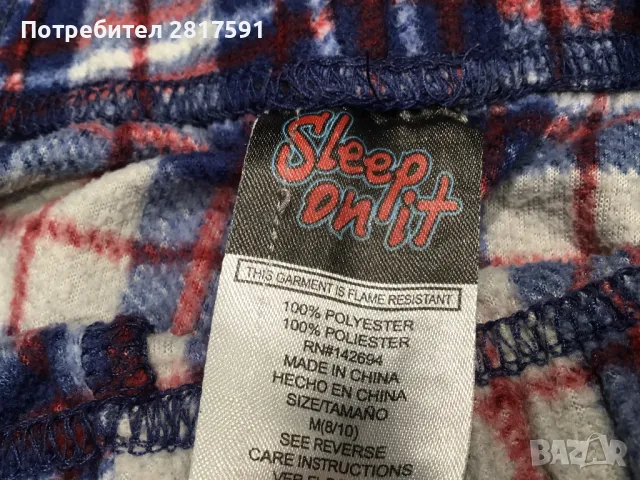 Потребител 2817591
Sleep
on it
THIS GARMENT IS FLAME RESISTANT
100% POLYESTER
100% POLIESTER
RN#142694
MADE IN CHINA
HECHO EN CHINA
SIZE/TAMAÑO
M(8/10)
SEE REVERSE
CARE INSTRUCTIONS
BAZAR